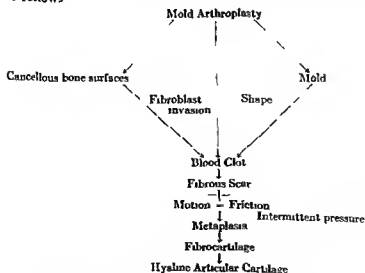 Mold Arthroplasty
Cancellous bone surfaces
Mold
Fibroblast
invasion
Shape
Blood Clot
Fibrous Scar
Motion – Friction
Intermittent pressure
Metaplasia
Fibrocartilage
Hyaline Articular Cartilage